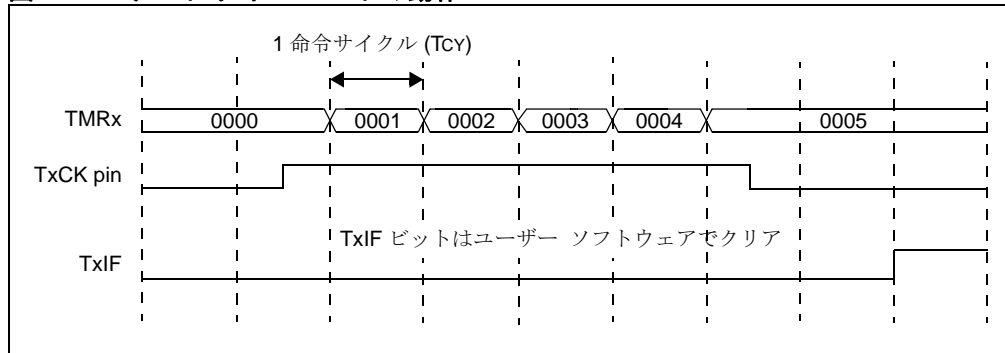 1 命令サイクル (TCY)
TMRx 0000 0001 0002 0003 0004 0005
TxCK pin
TxIF ビットはユーザー ソフトウェアでクリア
TxIF